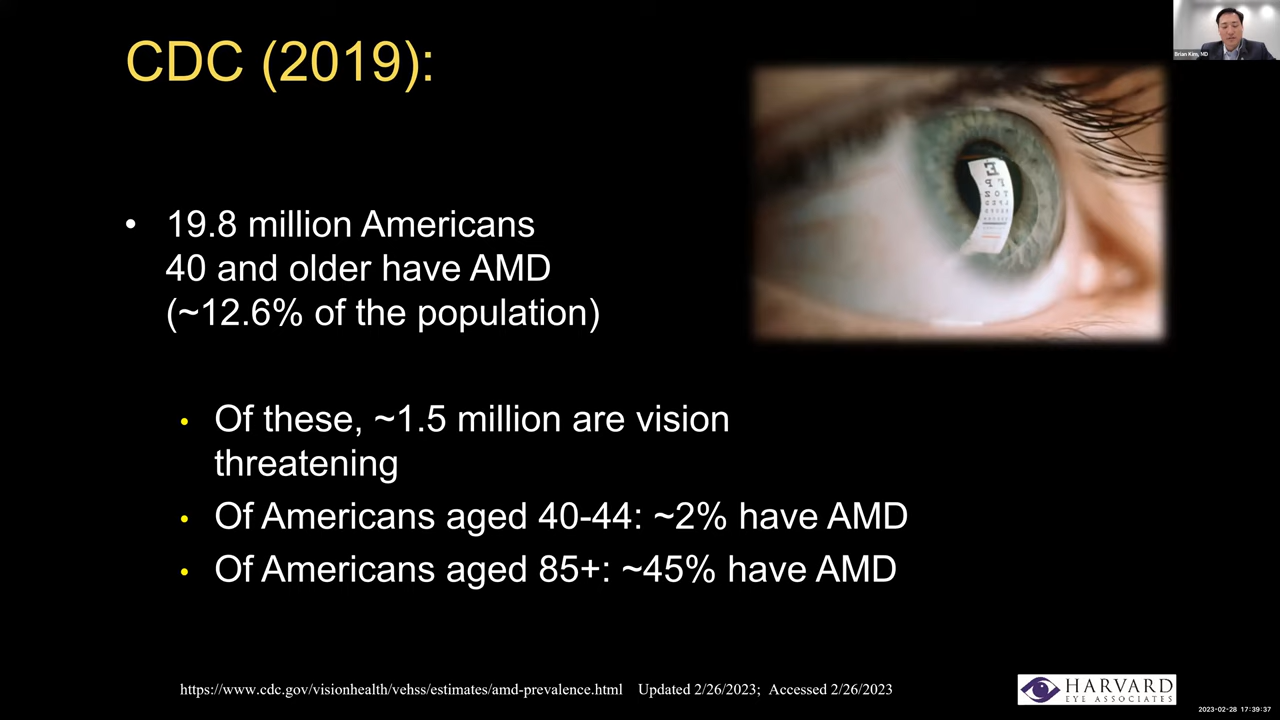 CDC (2019):
Brian Kim, MD
• 19.8 million Americans
40 and older have AMD
(~12.6% of the population)
• Of these, ~1.5 million are vision
threatening
• Of Americans aged 40-44: ~2% have AMD
• Of Americans aged 85+: ~45% have AMD
https://www.cdc.gov/visionhealth/vehss/estimates/amd-prevalence.html Updated 2/26/2023; Accessed 2/26/2023
HARVARD
EYE ASSOCIATES
2023-02-28 17:39:37